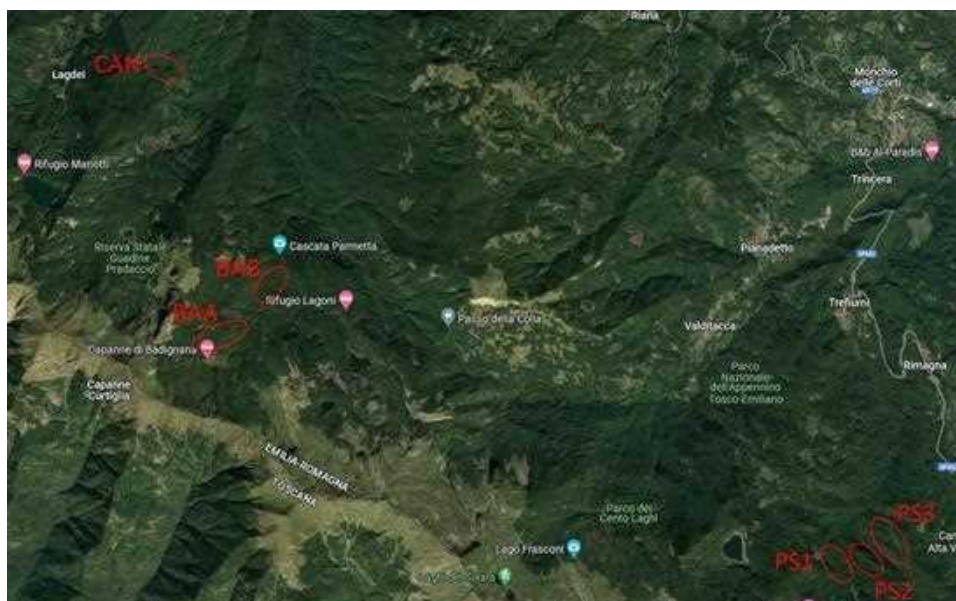 Riana
CAN
Lagdei
Monchio
delle Corti
Rifugio Mariotti
B&B Al Paradis
Trincera
Riserva Statale
Guadine
Pradaccio
Cascata Parmetta
Pianadetto
BAB
Rifugio Lagoni
Trefiumi
BAA
Passo della Colla
Valditacca
Capanne di Badignana
Rimagna
Parco
Nazionale
dell'Appennino
Tosco-Emiliano
Capanne
Curtiglia
EMILIA-ROMAGNA
TOSCANA
Parco dei
Cento Laghi
PS3
Lago Frasconi
Alta V
PS1
PS2